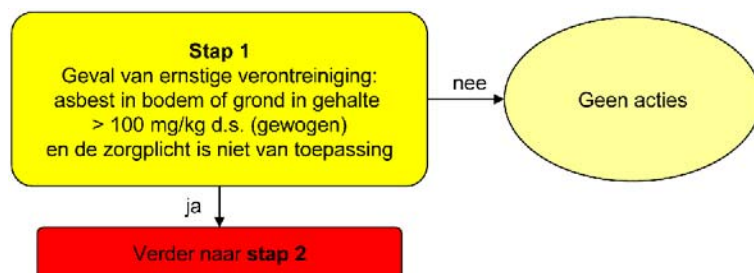 Stap 1
Geval van ernstige verontreiniging:
asbest in bodem of grond in gehalte
> 100 mg/kg d.s. (gewogen)
en de zorgplicht is niet van toepassing
nee
Geen acties
ja
Verder naar stap 2